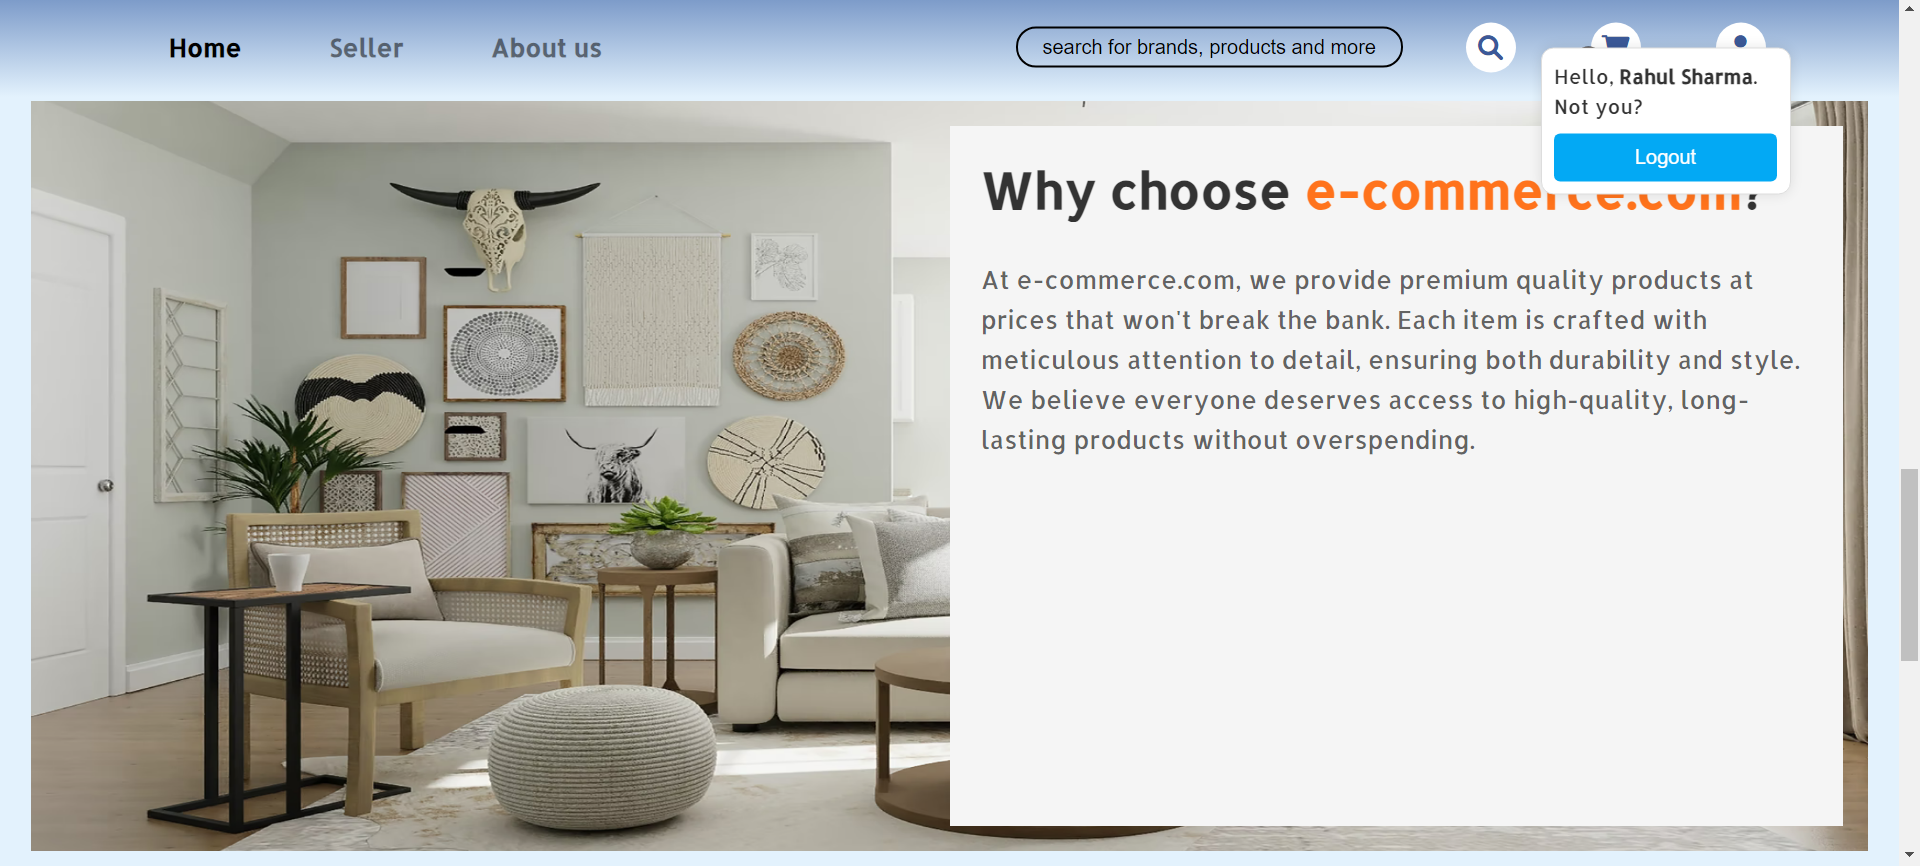 Home Seller About us search for brands, products and more
Hello, Rahul Sharma.
Not you?
Logout
Why choose e-commerce.com?
At e-commerce.com, we provide premium quality products at
prices that won't break the bank. Each item is crafted with
meticulous attention to detail, ensuring both durability and style.
We believe everyone deserves access to high-quality, long-
lasting products without overspending.